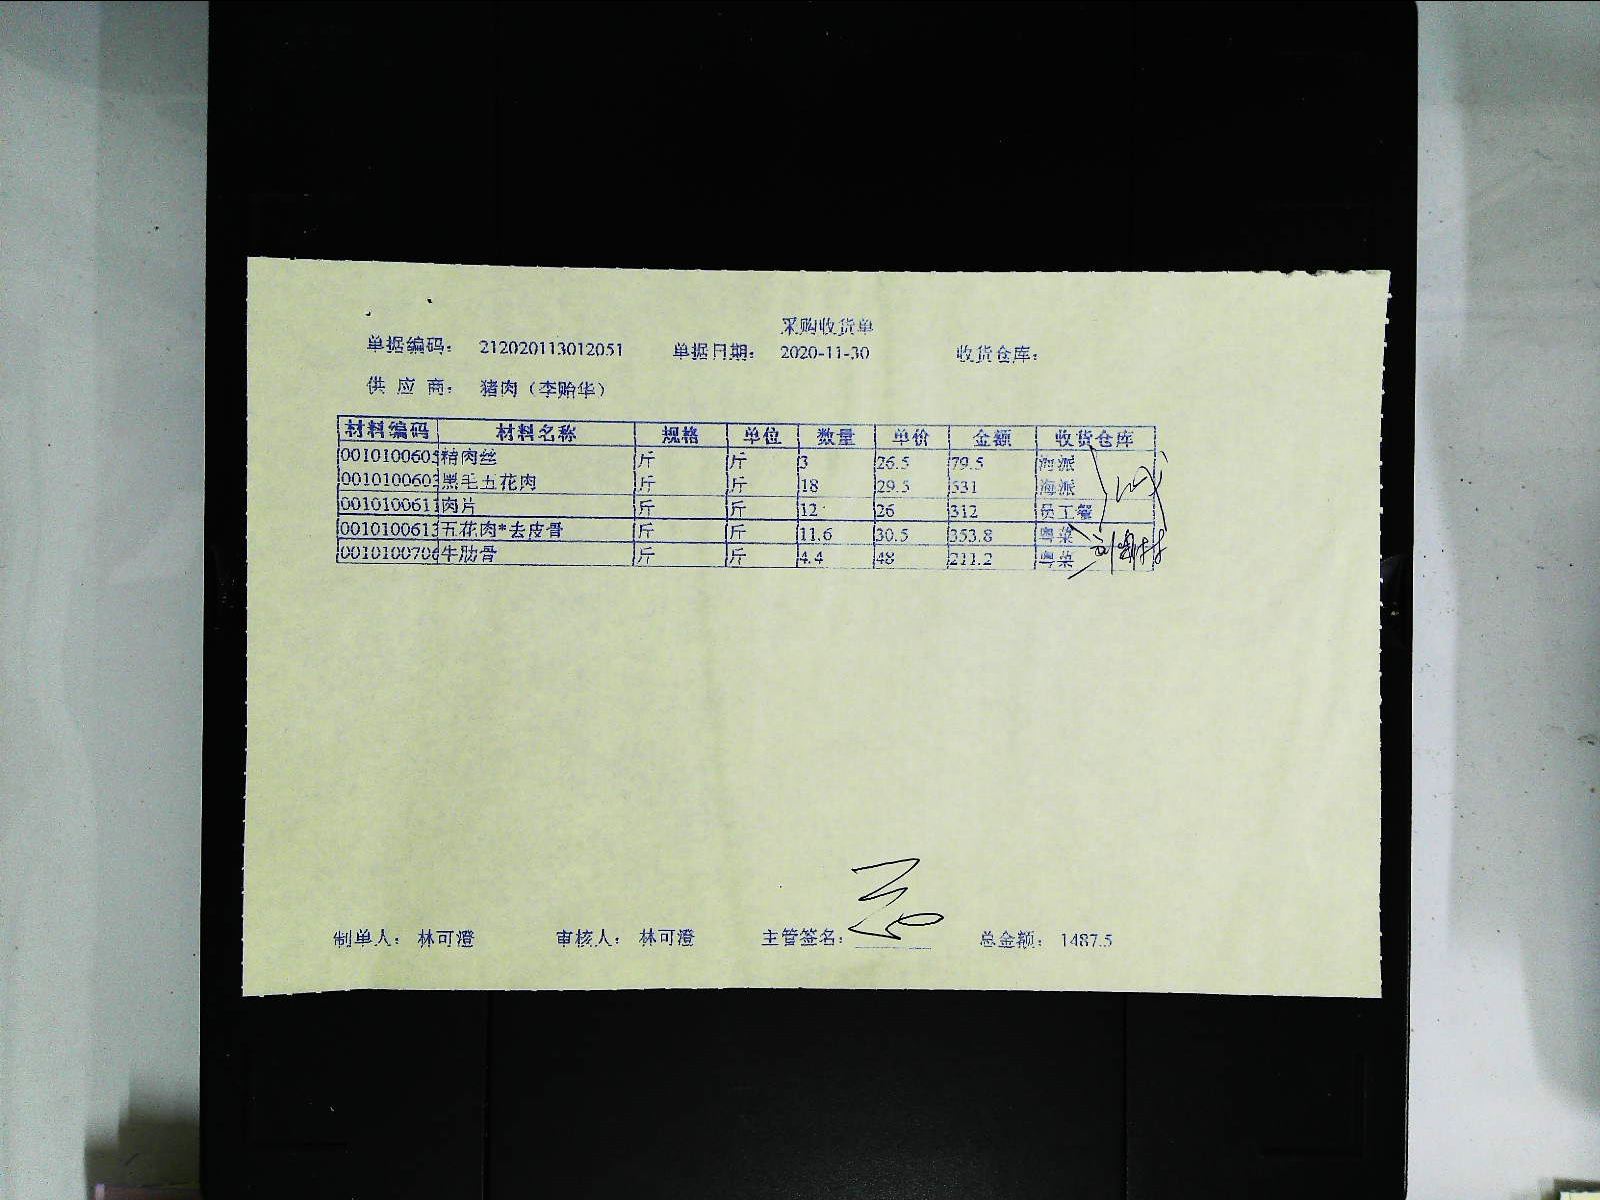 采购收货单
单据编码： 212020113012051 单据日期： 2020-11-30 收货仓库：
供 应 商： 猪肉（李贻华）
材料编码 材料名称 规格 单位 数量 单价 金额 收货仓库
0010100605 精肉丝 斤 斤 3 26.5 79.5 海派
0010100603 黑毛五花肉 斤 斤 18 29.5 531 海派
0010100611 肉片 斤 斤 12 26 312 员工餐
0010100613 五花肉*去皮骨 斤 斤 11.6 30.5 353.8 粤菜
0010100706 牛肋骨 斤 斤 4.4 48 211.2 粤菜
制单人： 林可澄 审核人： 林可澄 主管签名： 总金额： 1487.5